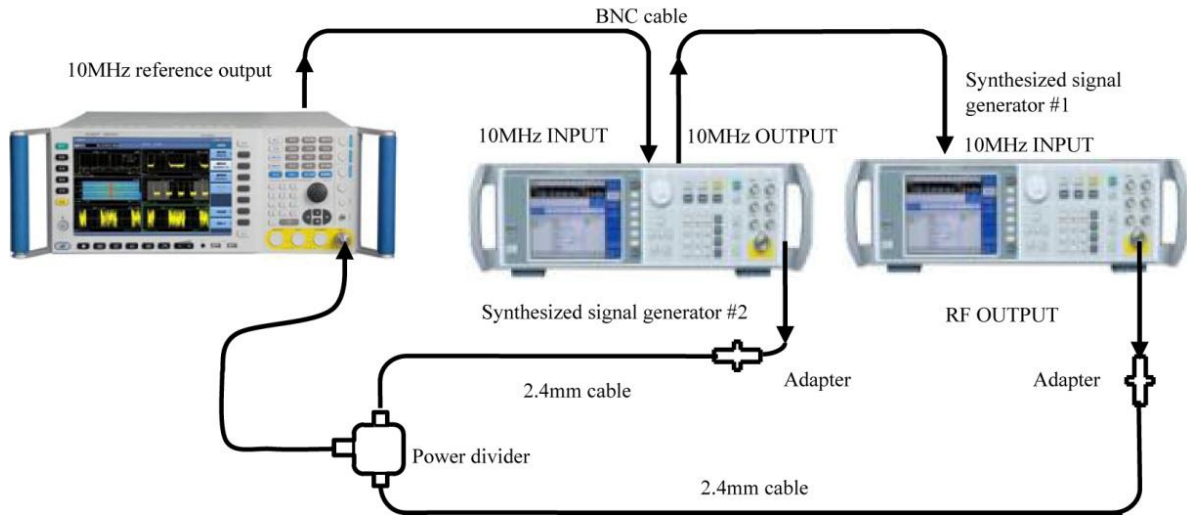 BNC cable
10MHz reference output
Synthesized signal
generator #1
10MHz INPUT
10MHz OUTPUT
10MHz INPUT
Synthesized signal generator #2
RF OUTPUT
Adapter
Adapter
2.4mm cable
Power divider
2.4mm cable